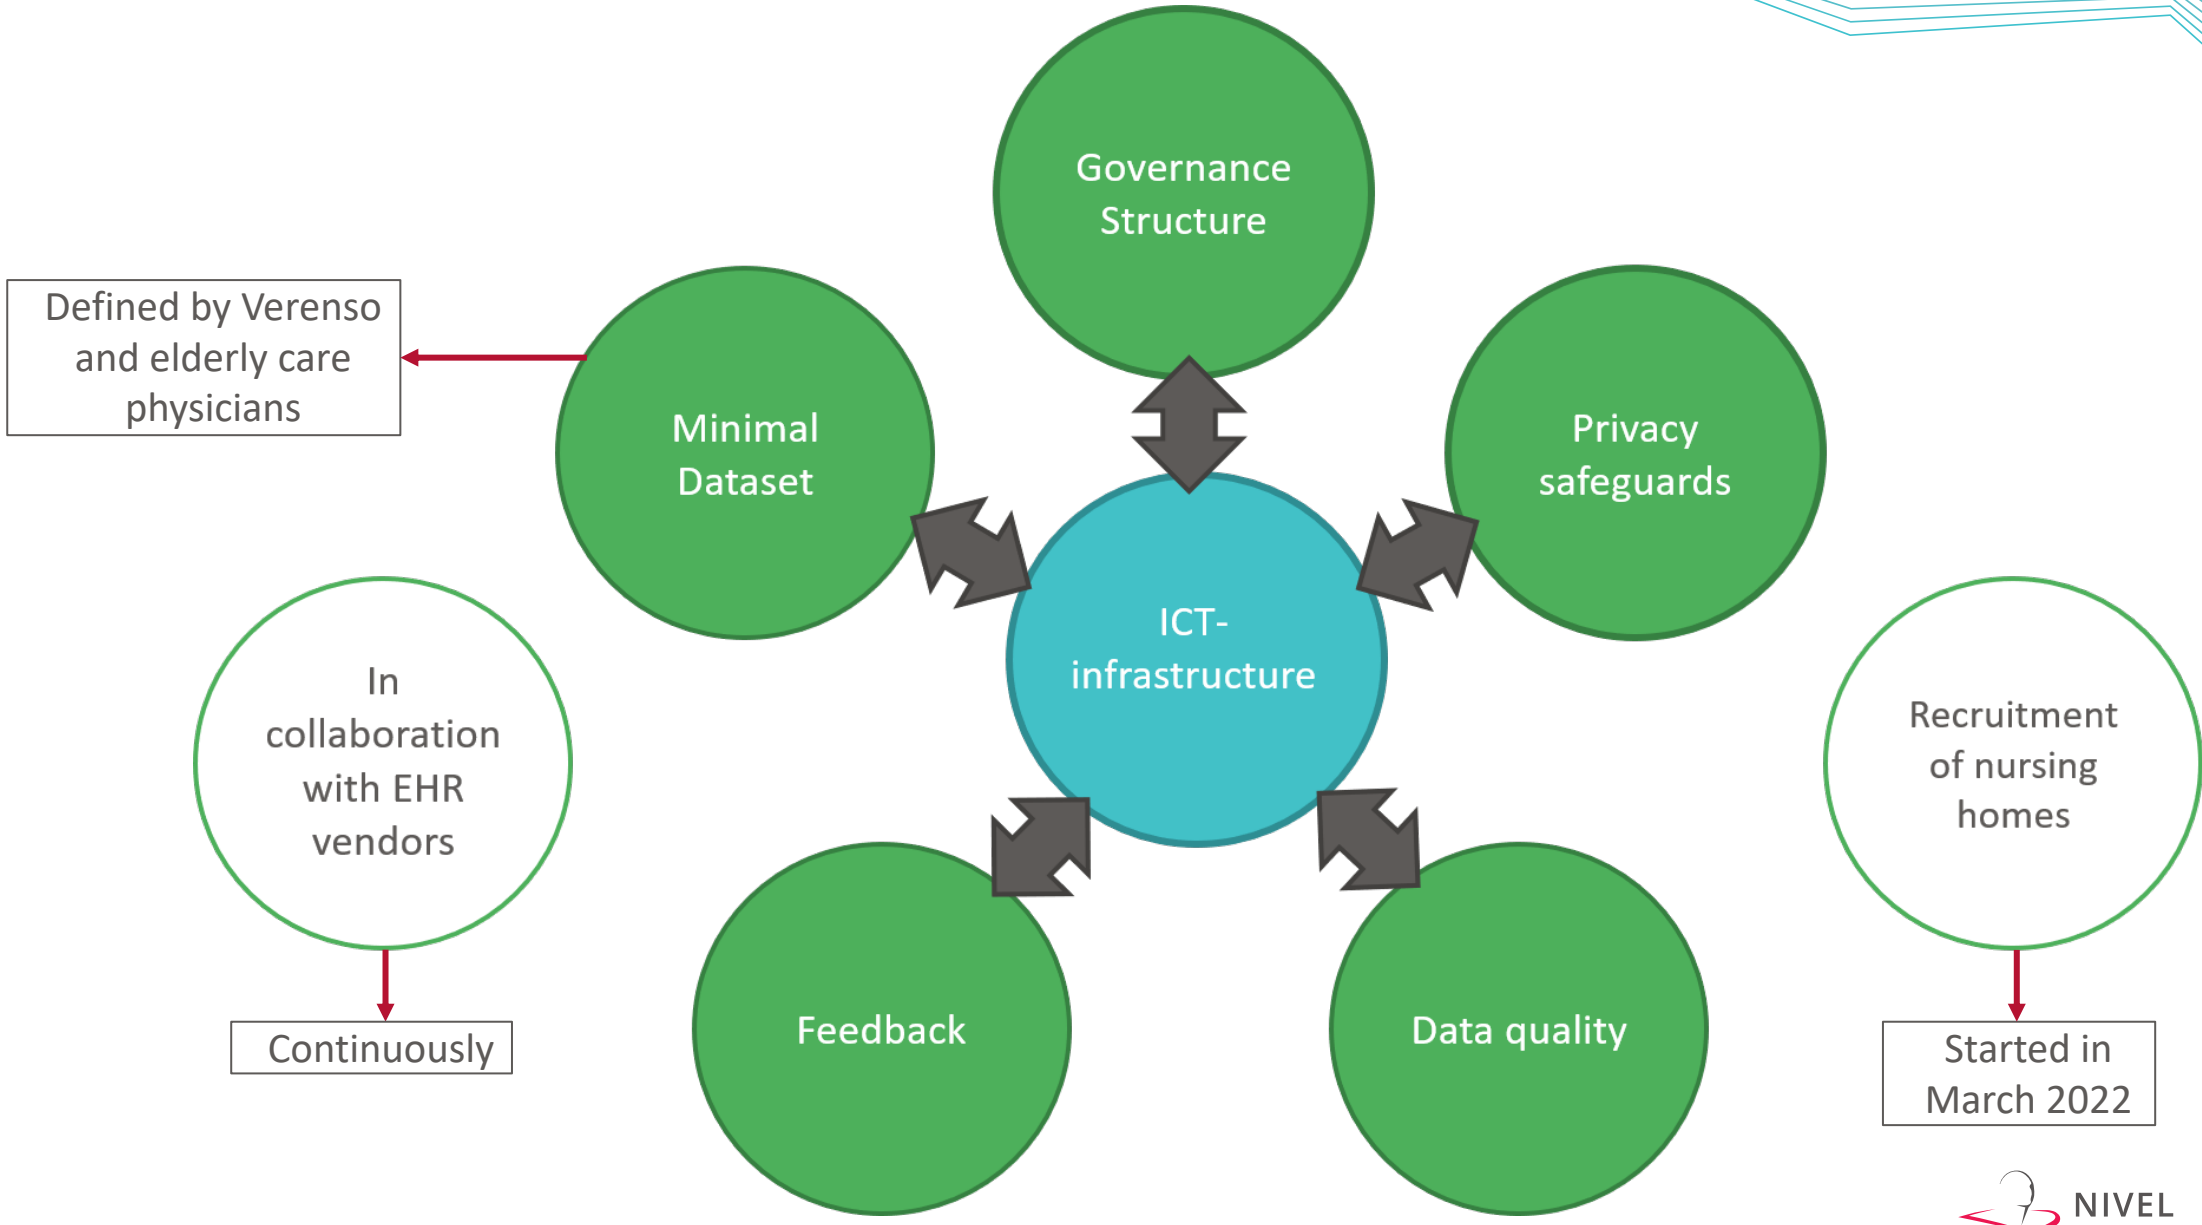 Governance
Structure
Defined by Verenso
and elderly care
physicians
Minimal
Dataset
Privacy
safeguards
ICT-
infrastructure
In
collaboration
with EHR
vendors
Recruitment
of nursing
homes
Continuously
Feedback
Data quality
Started in
March 2022
NIVEL